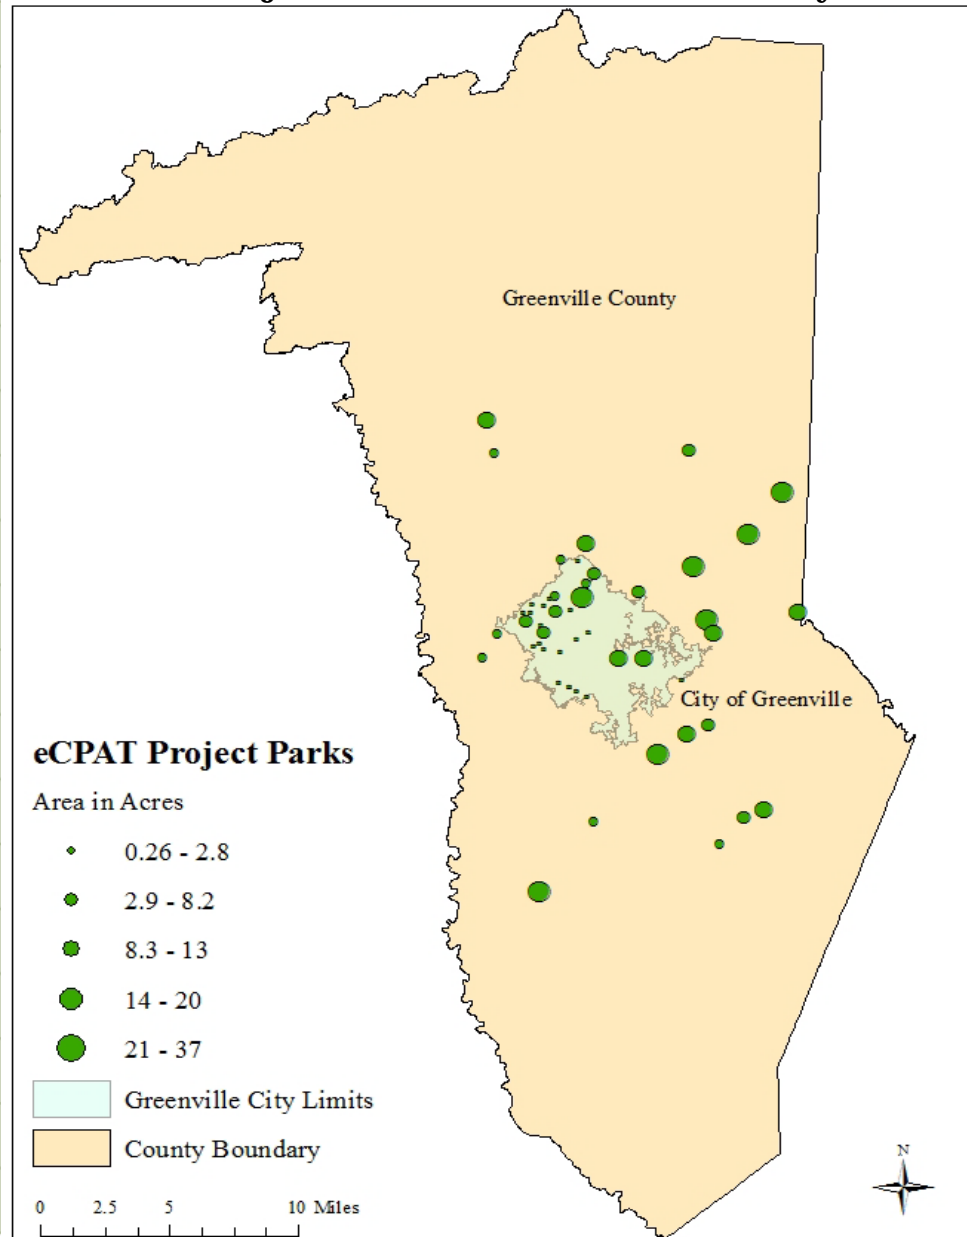 Greenville County
City of Greenville
eCPAT Project Parks
Area in Acres
0.26 - 2.8
2.9 - 8.2
8.3 - 13
14 - 20
21 - 37
Greenville City Limits
County Boundary
N
0 2.5 5 10 Miles